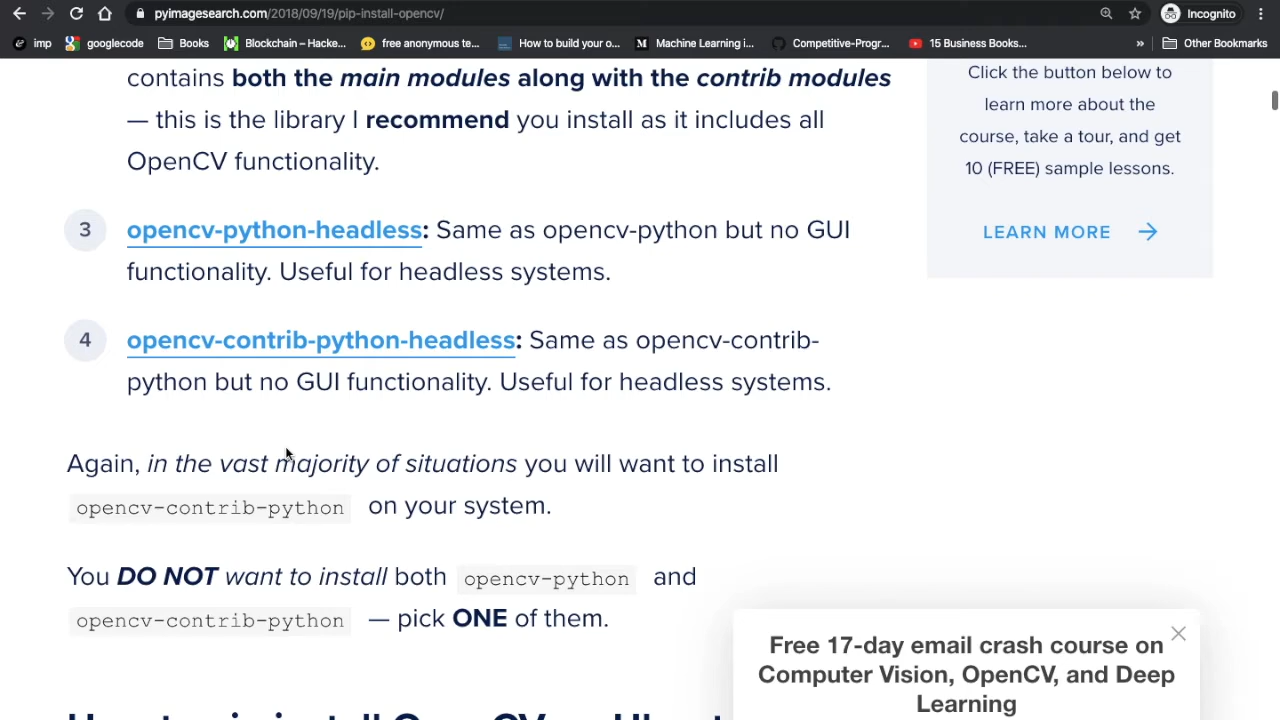 pyimagesearch.com/2018/09/19/pip-install-opencv/
Incognito
imp
googlecode
Books
Blockchain – Hacke...
free anonymous te...
How to build your o...
Machine Learning i...
Competitive-Progr...
15 Business Books...
»
Other Bookmarks
contains both the main modules along with the contrib modules
— this is the library I recommend you install as it includes all
OpenCV functionality.
3
opencv-python-headless: Same as opencv-python but no GUI
functionality. Useful for headless systems.
4
opencv-contrib-python-headless: Same as opencv-contrib-
python but no GUI functionality. Useful for headless systems.
Again, in the vast majority of situations you will want to install
opencv-contrib-python on your system.
You DO NOT want to install both opencv-python and
opencv-contrib-python — pick ONE of them.
Click the button below to
learn more about the
course, take a tour, and get
10 (FREE) sample lessons.
LEARN MORE
Free 17-day email crash course on
Computer Vision, OpenCV, and Deep
Learning